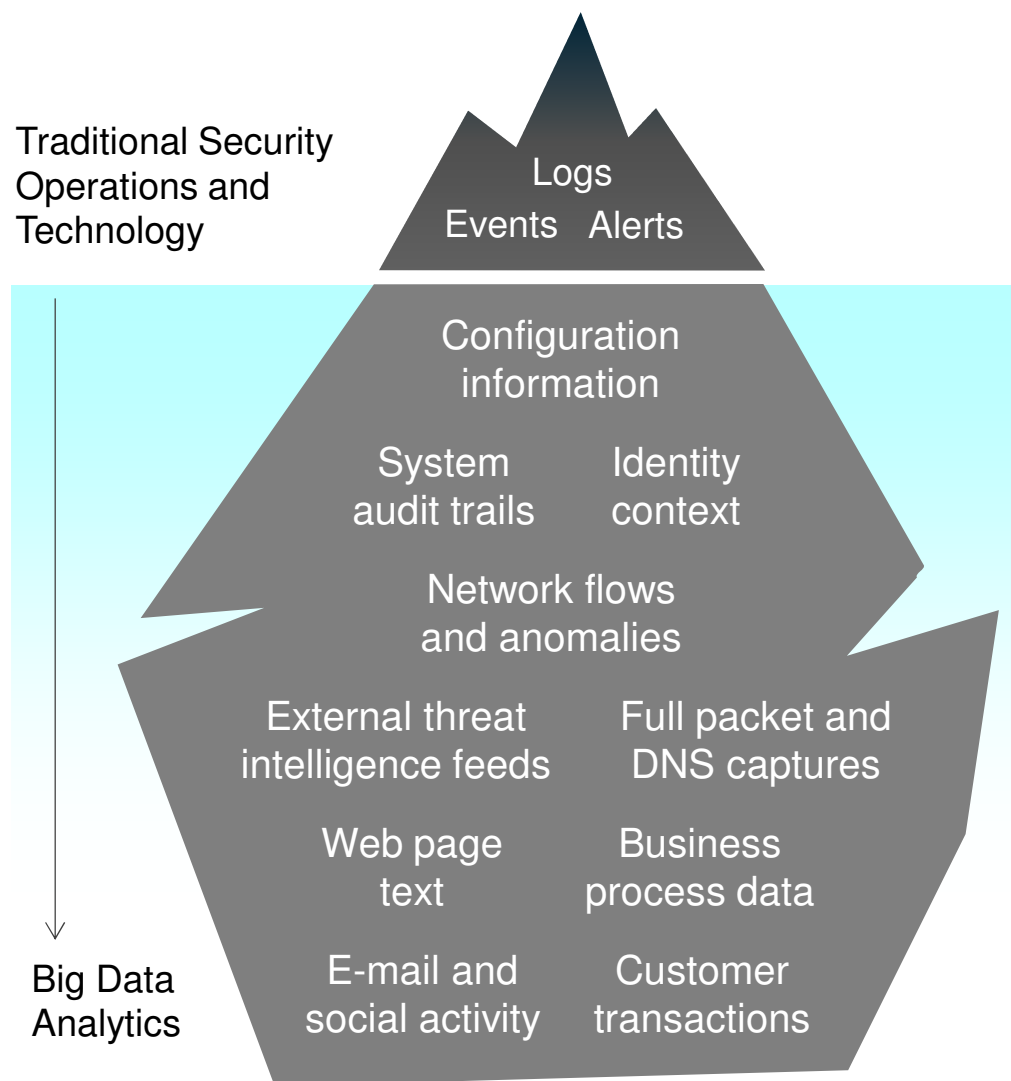 Traditional Security
Operations and
Technology
Logs
Events Alerts
Configuration
information
System
audit trails
Identity
context
Network flows
and anomalies
External threat
intelligence feeds
Full packet and
DNS captures
Web page
text
Business
process data
E-mail and
social activity
Customer
transactions
Big Data
Analytics